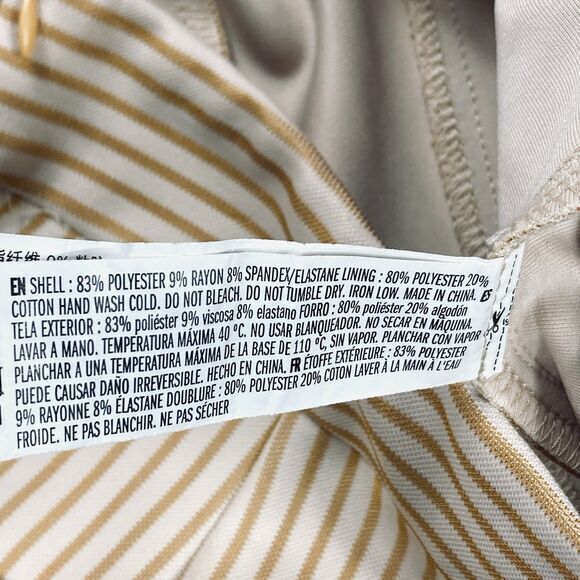 EN SHELL : 83% POLYESTER 9% RAYON 8% SPANDEX/ELASTANE LINING : 80% POLYESTER 20%
COTTON HAND WASH COLD. DO NOT BLEACH. DO NOT TUMBLE DRY. IRON LOW. MADE IN CHINA. ES
TELA EXTERIOR : 83% poliéster 9% viscosa 8% elastano FORRO : 80% poliéster 20% algodón
LAVAR A MANO. TEMPERATURA MÁXIMA 40 ºC. NO USAR BLANQUEADOR. NO SECAR EN MÁQUINA.
PLANCHAR A UNA TEMPERATURA MÁXIMA DE LA BASE DE 110 ºC, SIN VAPOR. PLANCHAR CON VAPOR
PUEDE CAUSAR DAÑO IRREVERSIBLE. HECHO EN CHINA. FR ÉTOFFE EXTÉRIEURE : 83% POLYESTER
9% RAYONNE 8% ÉLASTANE DOUBLURE : 80% POLYESTER 20% COTON LAVER À LA MAIN À L'EAU
FROIDE. NE PAS BLANCHIR. NE PAS SÉCHER